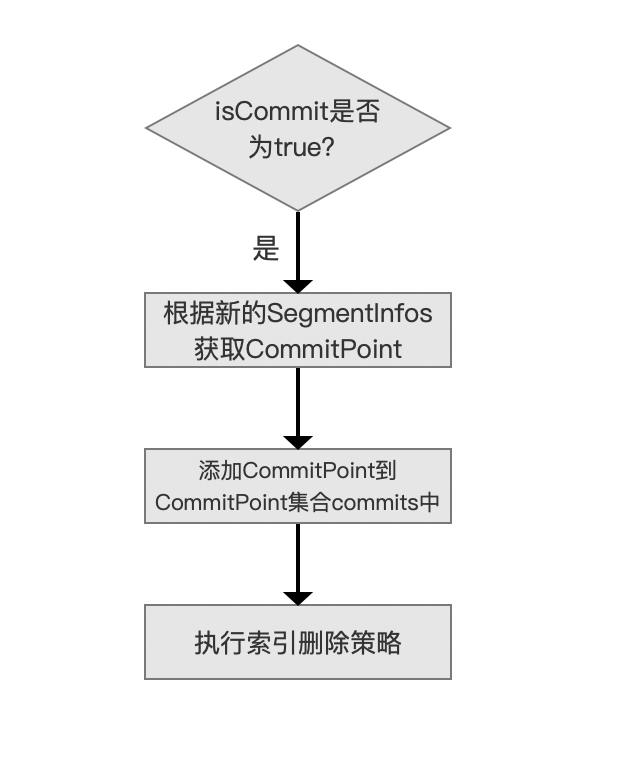 isCommit是否
为true?
是
根据新的SegmentInfos
获取CommitPoint
添加CommitPoint到
CommitPoint集合commits中
执行索引删除策略